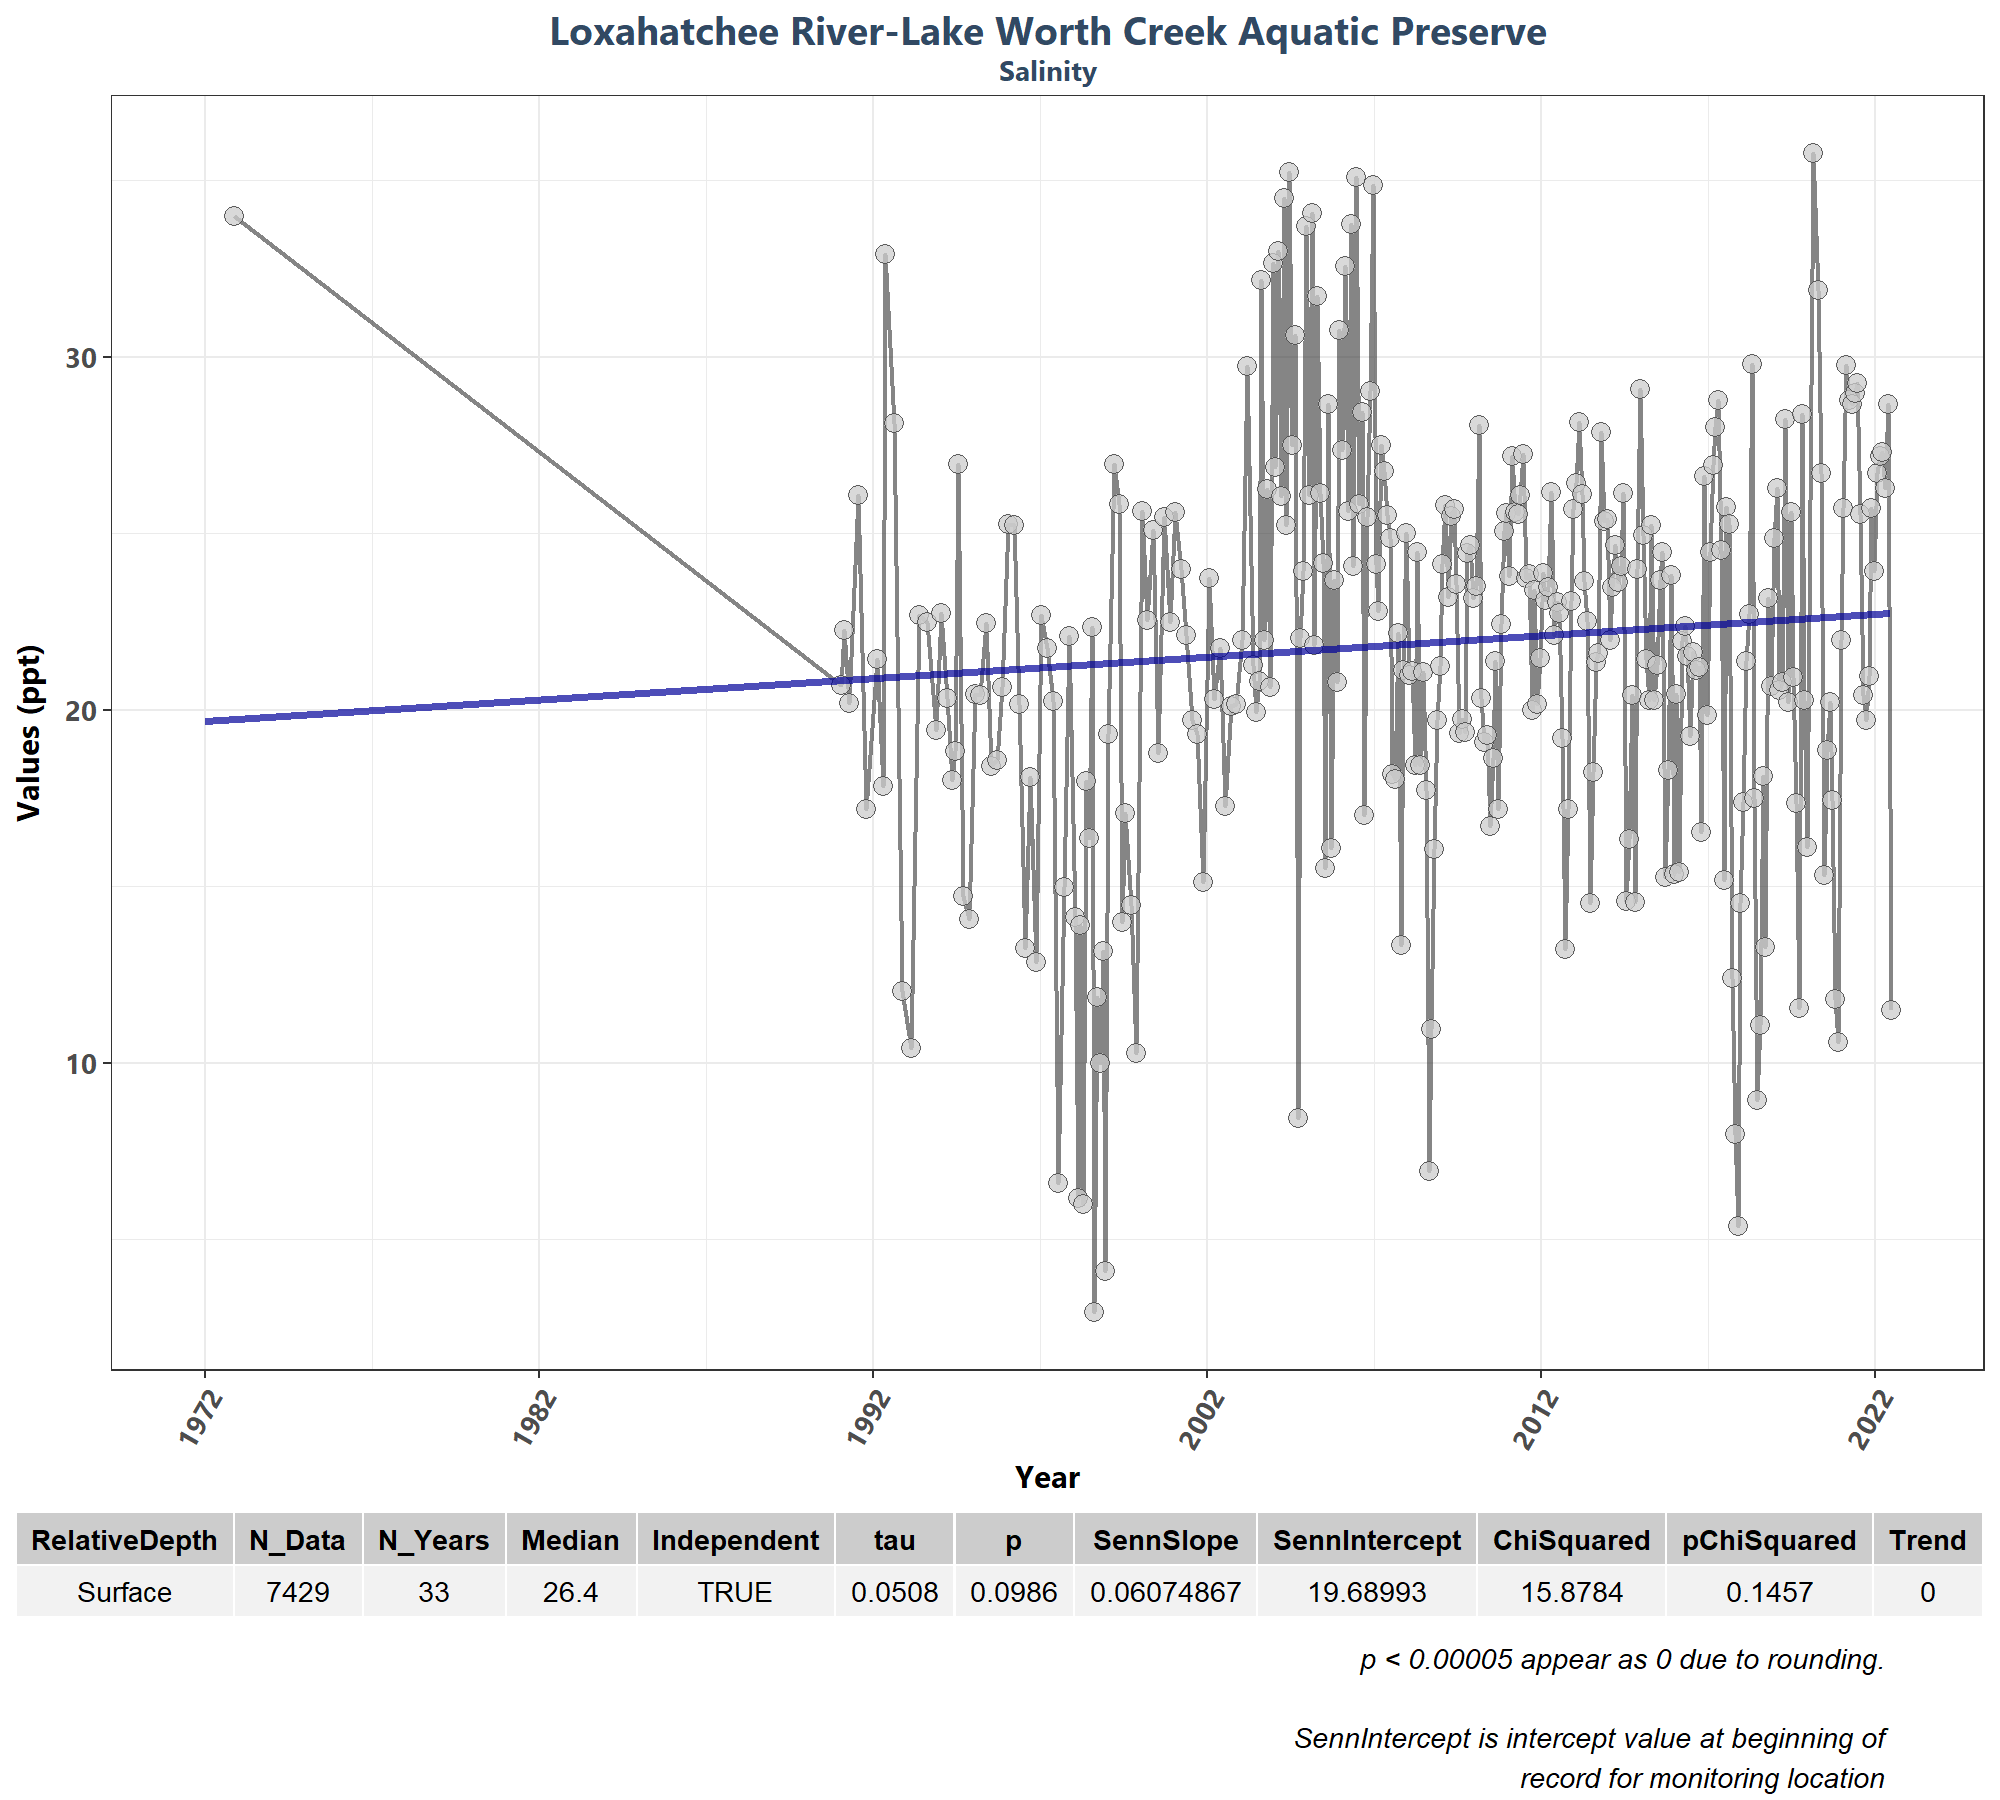 Loxahatchee River-Lake Worth Creek Aquatic Preserve
Salinity
Values (ppt)
30
20
10
1972
1982
1992
2002
2012
2022
Year
RelativeDepth N_Data N_Years Median Independent tau p SennSlope SennIntercept ChiSquared pChiSquared Trend
Surface 7429 33 26.4 TRUE 0.0508 0.0986 0.06074867 19.68993 15.8784 0.1457 0
p < 0.00005 appear as 0 due to rounding.
SennIntercept is intercept value at beginning of
record for monitoring location